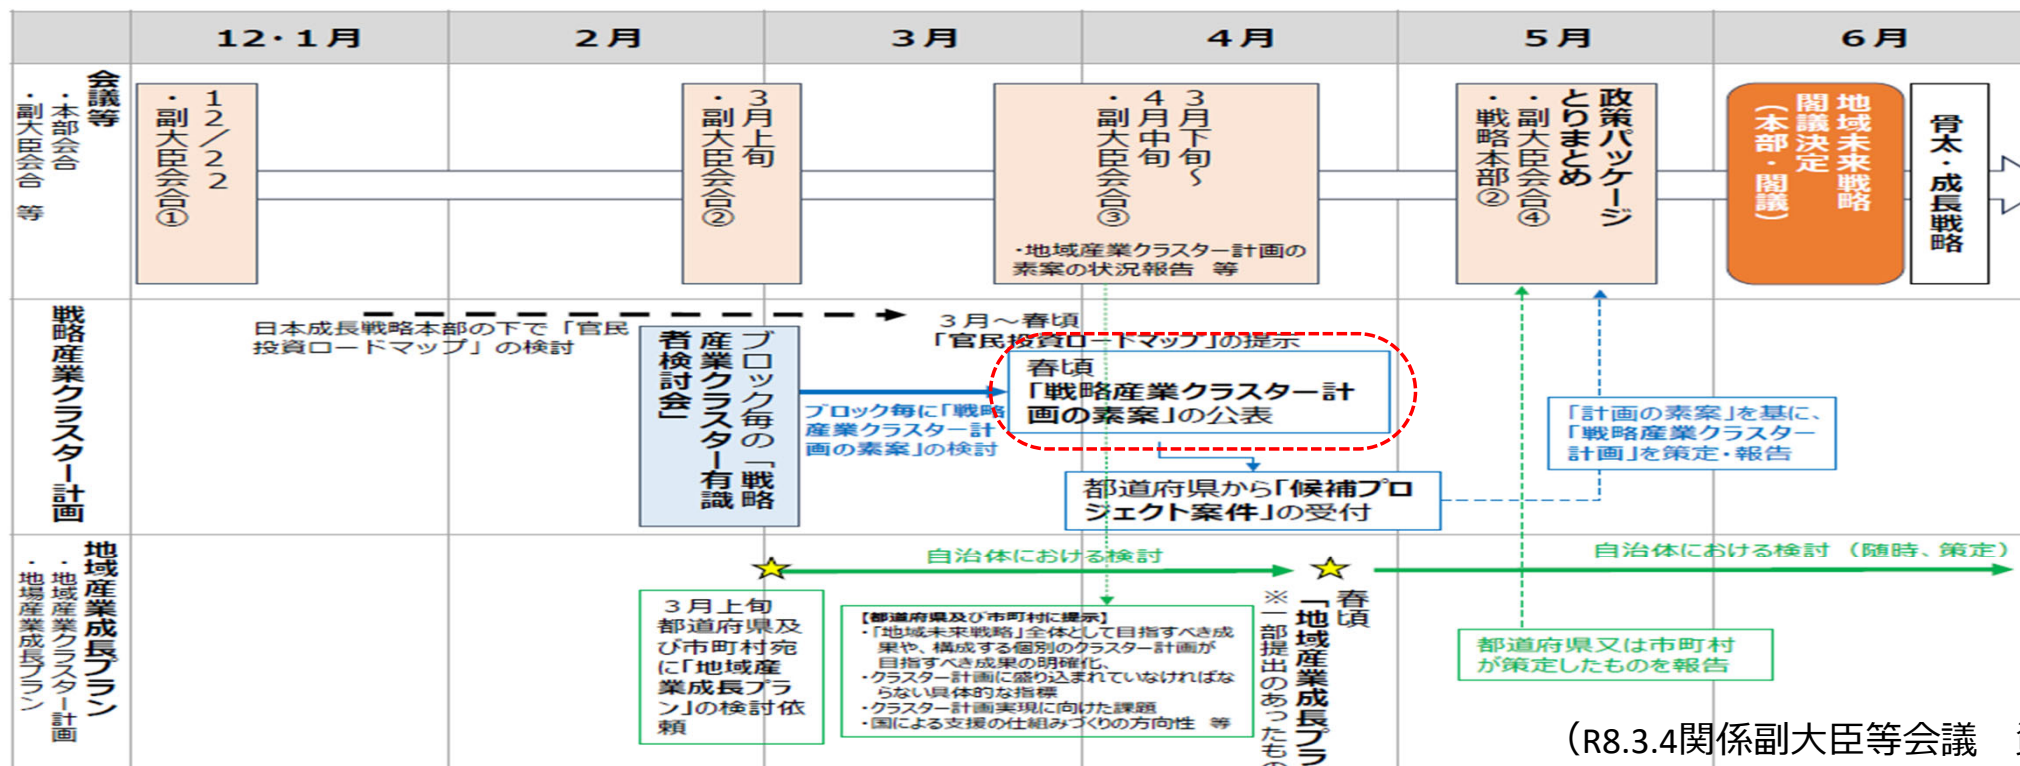 12・1月
2月
3月
4月
5月
6月
会議等
・本部会合
・副大臣会合 等
12／22
・副大臣会合①
3月上旬
・副大臣会合②
3月下旬～
4月中旬
・副大臣会合③
・地域産業クラスター計画の
素案の状況報告 等
政策パッケージ
とりまとめ
・副大臣会合④
・戦略本部②
地域未来戦略
閣議決定
（本部・閣議）
骨太・成長戦略
戦略産業クラスター計画
日本成長戦略本部の下で「官民
投資ロードマップ」の検討
ブロック毎の「戦略
産業クラスター有識
者検討会」
3月～春頃
「官民投資ロードマップ」の提示
ブロック毎に「戦略
産業クラスター計
画の素案」の検討
春頃
「戦略産業クラスター計
画の素案」の公表
都道府県から「候補プロ
ジェクト案件」の受付
「計画の素案」を基に、
「戦略産業クラスター
計画」を策定・報告
地域産業成長プラン
・地域産業クラスター計画
・地場産業成長プラン
自治体における検討
自治体における検討（随時、策定）
3月上旬
都道府県及
び市町村宛
に「地域産
業成長プラ
ン」の検討依
頼
【都道府県及び市町村に提示】
・「地域未来戦略」全体として目指すべき成
果や、構成する個別のクラスター計画が
目指すべき成果の明確化、
・クラスター計画に盛り込まれていなければな
らない具体的な指標
・クラスター計画実現に向けた課題
・国による支援の仕組みづくりの方向性 等
春頃
「地域産業成長プラ
※一部提出のあったもの
都道府県又は市町村
が策定したものを報告
（R8.3.4関係副大臣等会議